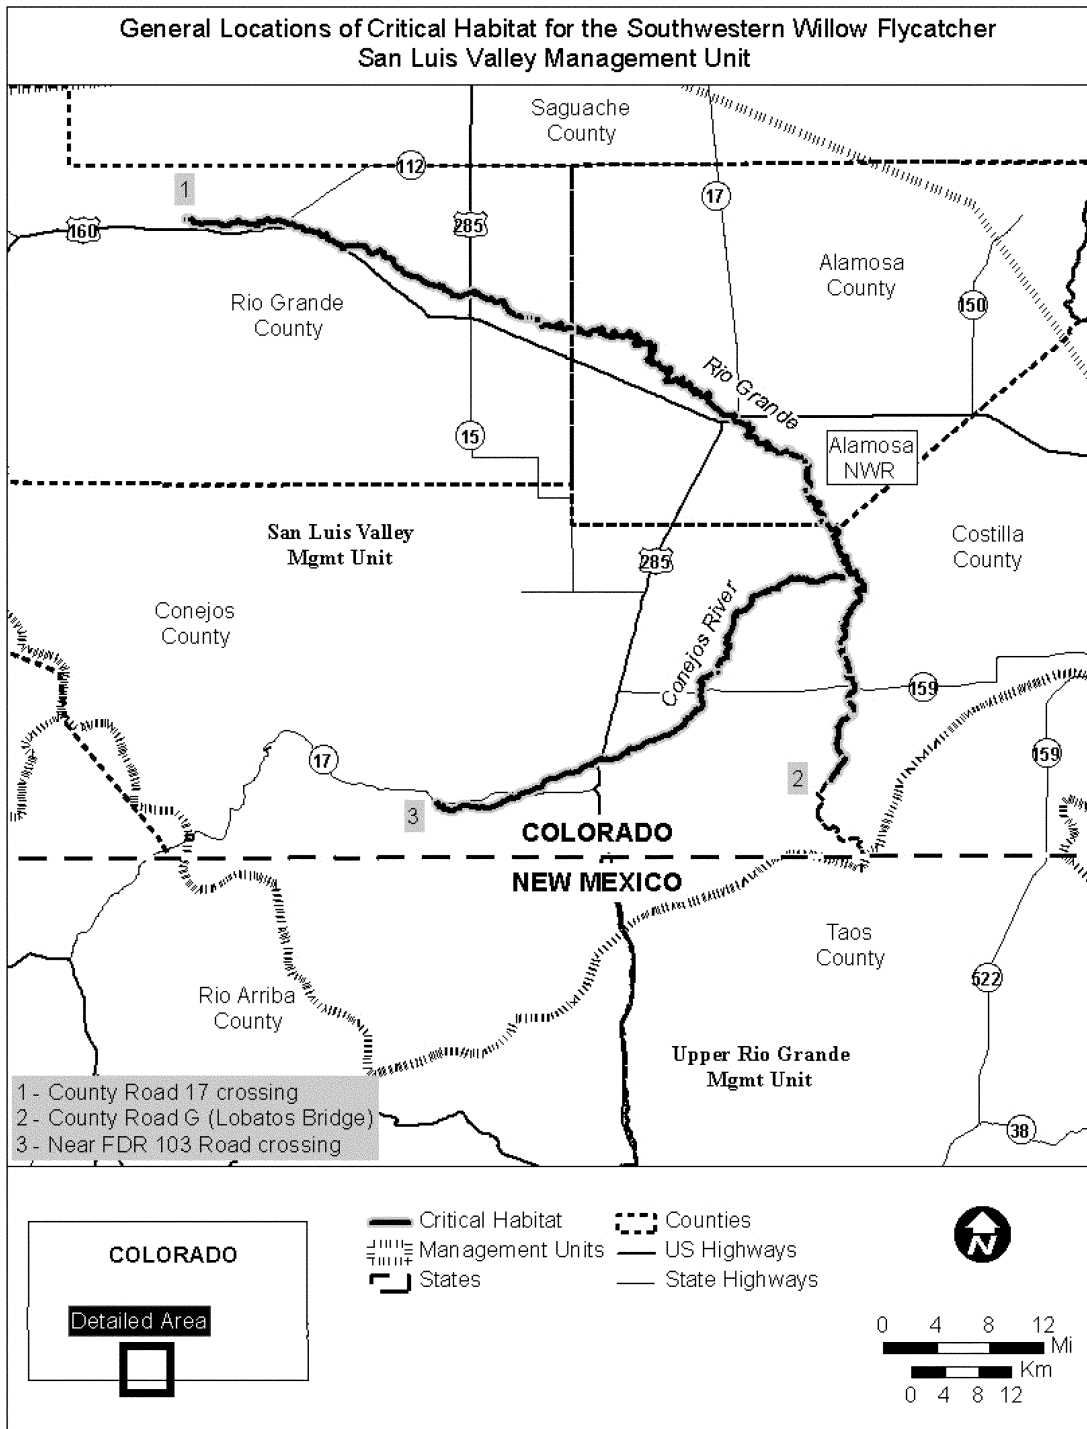 General Locations of Critical Habitat for the Southwestern Willow Flycatcher
San Luis Valley Management Unit
Saguache
County
112
17
1
160
285
Alamosa
County
Rio Grande
County
150
Rio Grande
15
Alamosa
NWR
San Luis Valley
Mgmt Unit
Costilla
County
285
Conejos
County
Conejos River
159
17
2
159
3
COLORADO
NEW MEXICO
Taos
County
522
Rio Arriba
County
Upper Rio Grande
Mgmt Unit
1 - County Road 17 crossing
2 - County Road G (Lobatos Bridge)
3 - Near FDR 103 Road crossing
38
COLORADO
Detailed Area
Critical Habitat
Management Units
States
Counties
US Highways
State Highways
N
0 4 8 12
Mi
Km
0 4 8 12